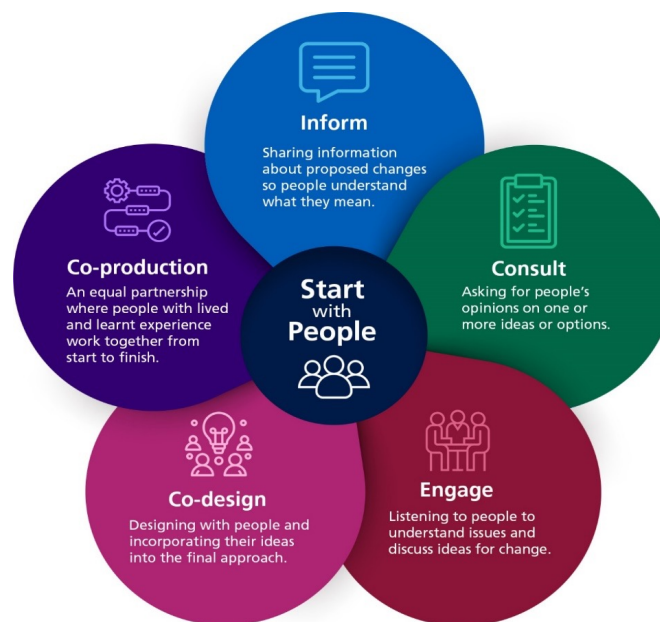 Inform
Sharing information
about proposed changes
so people understand
what they mean.
Consult
Asking for people's
opinions on one or
more ideas or options.
Engage
Listening to people to
understand issues and
discuss ideas for change.
Co-design
Designing with people and
incorporating their ideas
into the final approach.
Co-production
An equal partnership
where people with lived
and learnt experience
work together from
start to finish.
Start
with
People